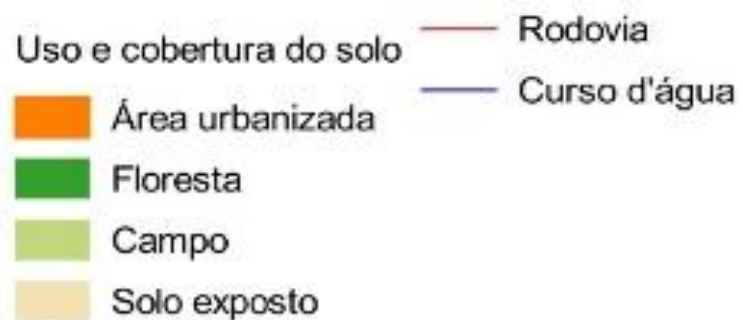 Uso e cobertura do solo
Área urbanizada
Floresta
Campo
Solo exposto
Rodovia
Curso d'água